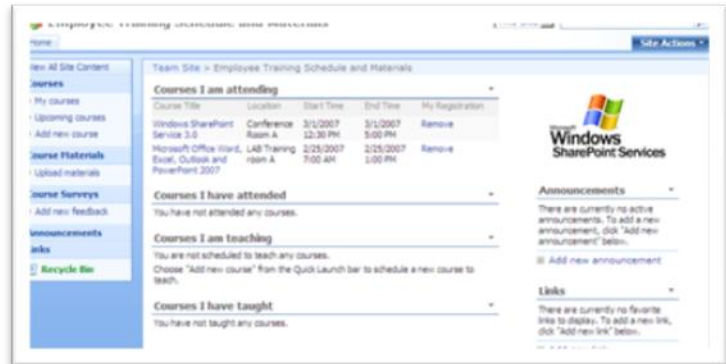 Employee Training Schedule and Materials
Home
Site Actions
View All Site Content
Courses
My courses
Upcoming courses
Add new course
Course Materials
Upload materials
Course Surveys
Add new feedback
Announcements
Links
Recycle Bin
Team Site > Employee Training Schedule and Materials
Courses I am attending
Course Title Location Start Time End Time My Registration
Windows SharePoint Conference 3/1/2007 3/1/2007 Remove
Service 3.0 Room A 12:30 PM 5:00 PM
Microsoft Office Word, LAB Training 2/25/2007 2/25/2007 Remove
Excel, Outlook and room A 7:00 AM 1:00 PM
PowerPoint 2007
Courses I have attended
You have not attended any courses.
Courses I am teaching
You are not scheduled to teach any courses.
Choose "Add new course" from the Quick Launch bar to schedule a new course to
teach.
Courses I have taught
You have not taught any courses.
Windows
SharePoint Services
Announcements
There are currently no active
announcements. To add a new
announcement, click "Add new
announcement" below.
Add new announcement
Links
There are currently no favorite
links to display. To add a new link,
click "Add new link" below.